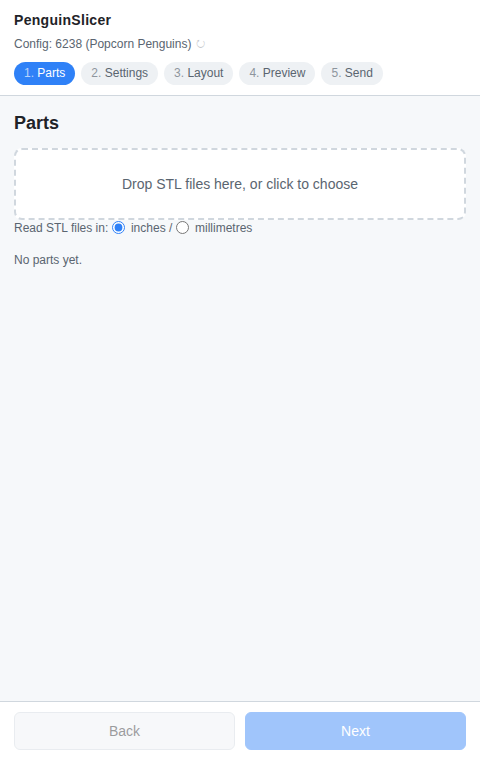 PenguinSlicer
Config: 6238 (Popcorn Penguins) ↻
1. Parts 2. Settings 3. Layout 4. Preview 5. Send
Parts
Drop STL files here, or click to choose
Read STL files in: inches / millimetres
No parts yet.
Back Next